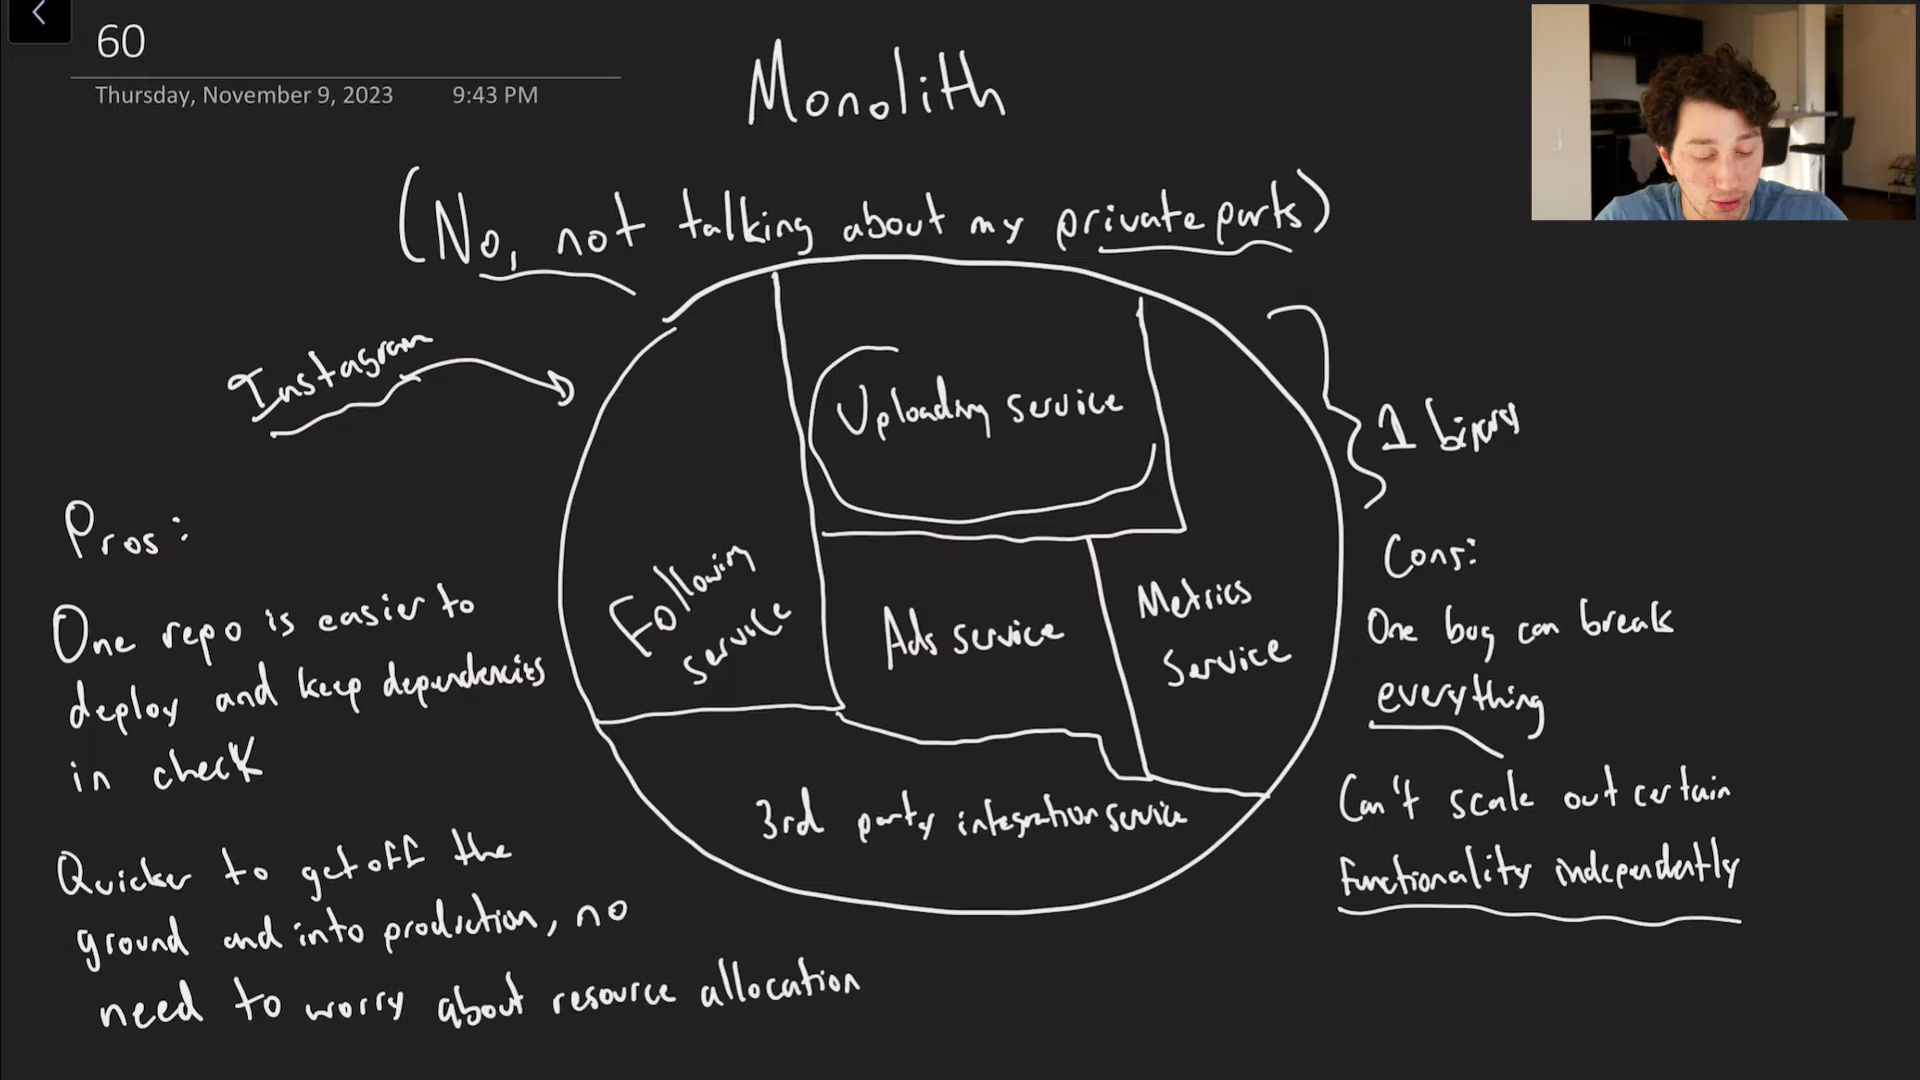 60
Thursday, November 9, 2023 9:43 PM
Monolith
(No, not talking about my private parts)
Instagram
Uploading service
1 binary
Following
service
Ads service
Metrics
Service
3rd party integration service
Pros:
One repo is easier to
deploy and keep dependencies
in check
Quicker to get off the
ground and into production, no
need to worry about resource allocation
Cons:
One bug can break
everything
Can't scale out certain
functionality independently